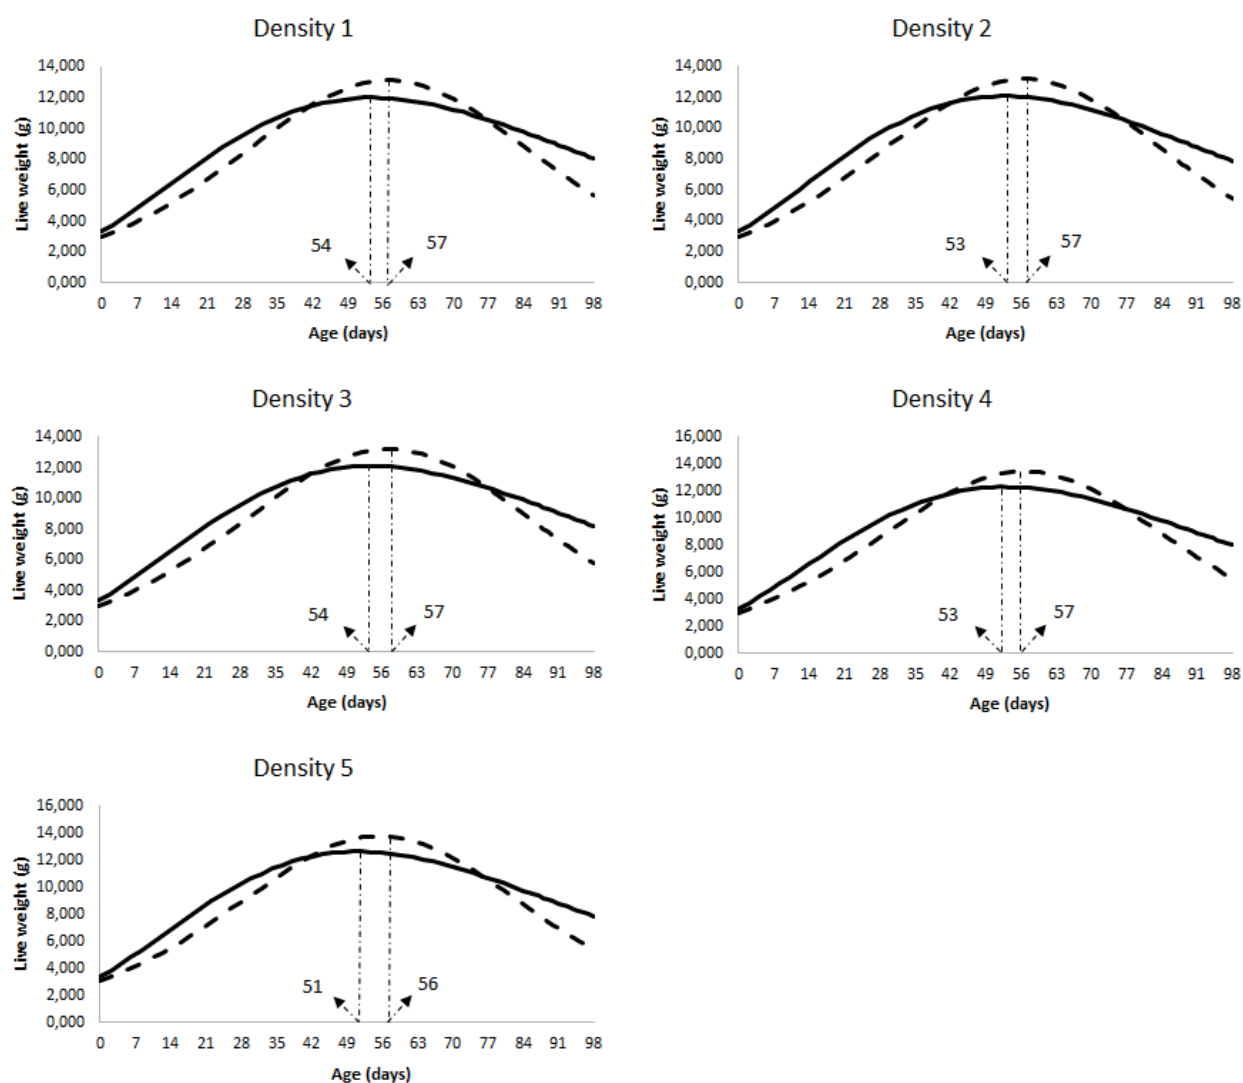 Density 1
14,000
12,000
10,000
8,000
6,000
4,000
2,000
0,000
Live weight (g)
54
57
0 7 14 21 28 35 42 49 56 63 70 77 84 91 98
Age (days)
Density 2
14,000
12,000
10,000
8,000
6,000
4,000
2,000
0,000
Live weight (g)
53
57
0 7 14 21 28 35 42 49 56 63 70 77 84 91 98
Age (days)
Density 3
14,000
12,000
10,000
8,000
6,000
4,000
2,000
0,000
Live weight (g)
54
57
0 7 14 21 28 35 42 49 56 63 70 77 84 91 98
Age (days)
Density 4
16,000
14,000
12,000
10,000
8,000
6,000
4,000
2,000
0,000
Live weight (g)
53
57
0 7 14 21 28 35 42 49 56 63 70 77 84 91 98
Age (days)
Density 5
16,000
14,000
12,000
10,000
8,000
6,000
4,000
2,000
0,000
Live weight (g)
51
56
0 7 14 21 28 35 42 49 56 63 70 77 84 91 98
Age (days)